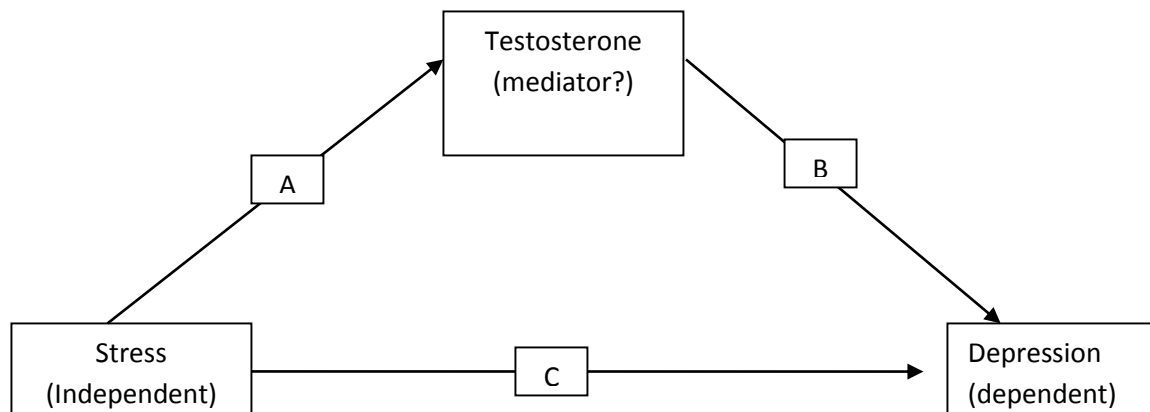 Testosterone
(mediator?)
A
B
Stress
(Independent)
C
Depression
(dependent)